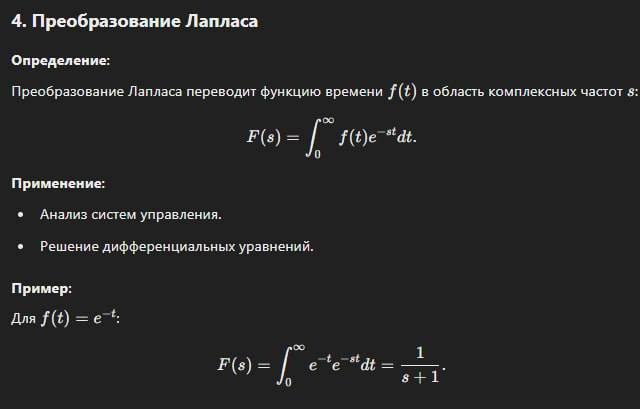 4. Преобразование Лапласа
Определение:
Преобразование Лапласа переводит функцию времени f(t) в область комплексных частот s:
F(s) = ∫₀^∞ f(t)e^{−st}dt.
Применение:
• Анализ систем управления.
• Решение дифференциальных уравнений.
Пример:
Для f(t) = e^{−t}:
F(s) = ∫₀^∞ e^{−t}e^{−st}dt = 1/(s + 1).